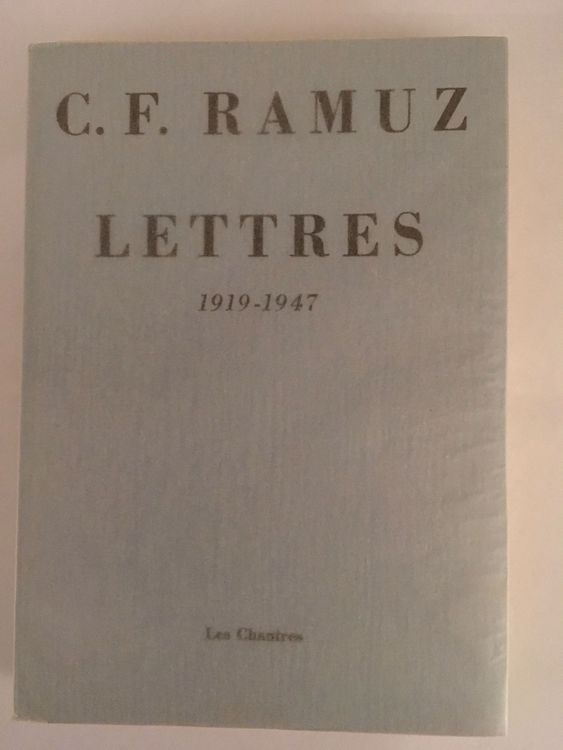 C. F. RAMUZ
LETTRES
1919-1947
Les Chantres